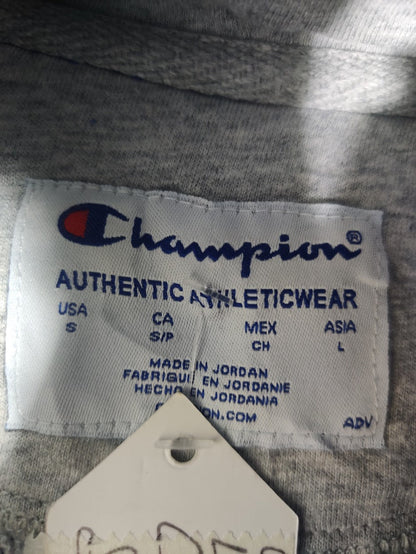 Champion®
AUTHENTIC ATHLETICWEAR
USA CA MEX ASIA
S S/P CH L
MADE IN JORDAN
FABRIQUÉ EN JORDANIE
HECHO EN JORDANIA
ADV